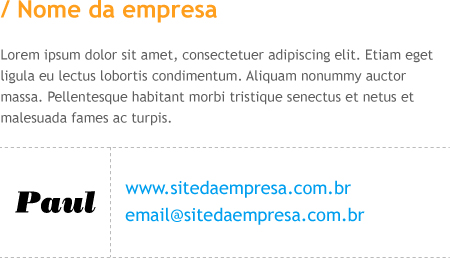 / Nome da empresa
Lorem ipsum dolor sit amet, consectetuer adipiscing elit. Etiam eget
ligula eu lectus lobortis condimentum. Aliquam nonummy auctor
massa. Pellentesque habitant morbi tristique senectus et netus et
malesuada fames ac turpis.
Paul
www.sitedaempresa.com.br
email@sitedaempresa.com.br